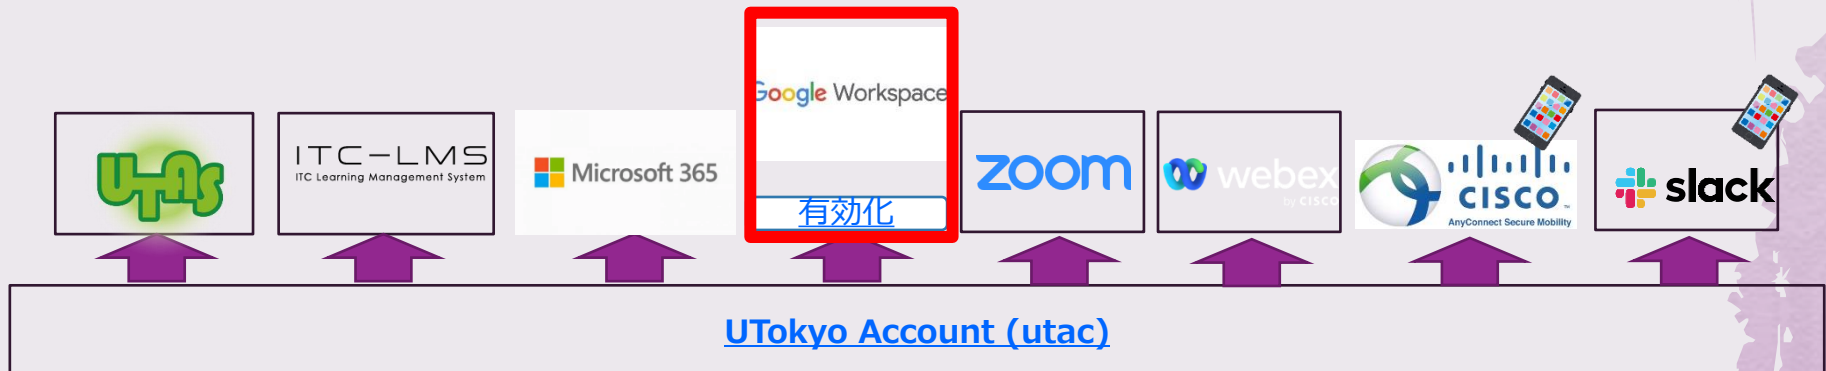 UTAS
ITC-LMS
ITC Learning Management System
Microsoft 365
Google Workspace
有効化
zoom
webex
by CISCO
CISCO
AnyConnect Secure Mobility
slack
UTokyo Account (utac)